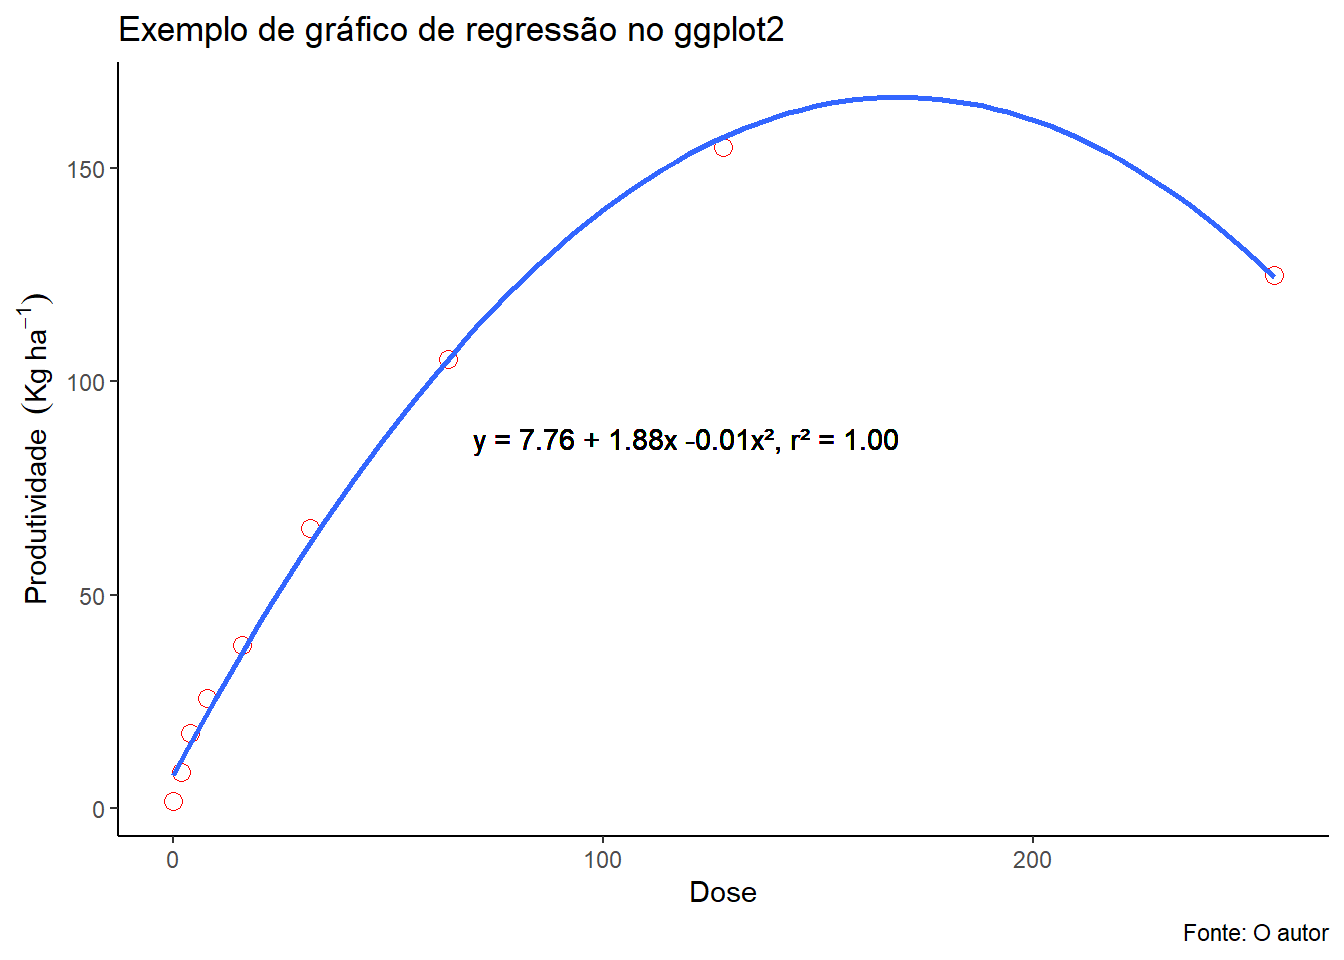 Exemplo de gráfico de regressão no ggplot2
Produtividade (Kg ha⁻¹)
150
100
50
0
y = 7.76 + 1.88x -0.01x², r² = 1.00
0 100 200
Dose
Fonte: O autor